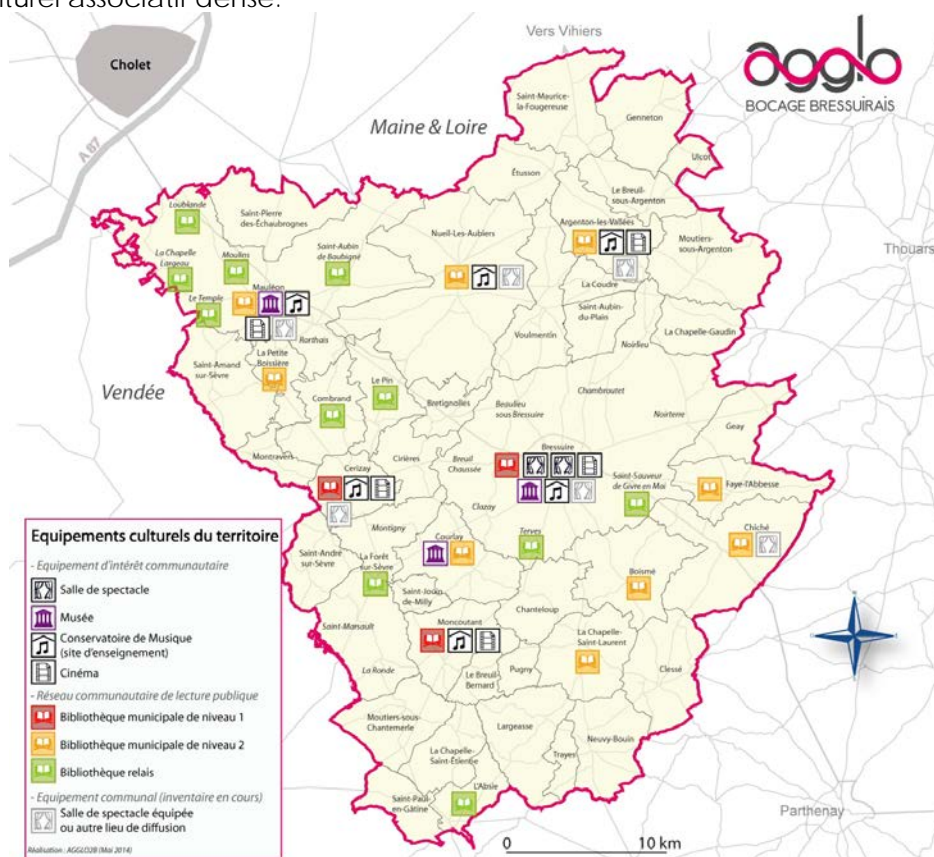 culturel associatif dense.
Vers Vihiers
Cholet
agglo
BOCAGE BRESSUIRAIS
Saint-Maurice-
la-Fougereuse
Genneton
Maine & Loire
A 87
Ulcot
Étusson
Le Breuil-
sous-Argenton
Loublande
Saint-Pierre
des-Échaubrognes
Nueil-Les-Aubiers
Argenton-les-Vallées
Moutiers-
sous-Argenton
Thouars
La Chapelle
Largeau
Moulins
Saint-Aubin
de Baubigné
Mauléon
La Coudre
Le Temple
Saint-Aubin-
du-Plain
Rorthais
Voulmentin
La Chapelle-Gaudin
Noirlieu
Saint-Amand
sur-Sèvre
La Petite
Boissière
Vendée
Le Pin
Combrand
Bretignolles
Beaulieu
sous Bressuire
Chambroutet
Noirterre
Geay
Montravers
Cirières
Breuil
Chaussée
Bressuire
Cerizay
Saint-Sauveur
de Givre en Mai
Faye-l'Abbesse
Clazay
Montigny
Chiché
Terves
Courlay
Saint-André
sur-Sèvre
La Forêt
sur-Sèvre
Boismé
Saint-Jouin
de-Milly
Chanteloup
Saint-Marsault
Moncoutant
La Chapelle-
Saint-Laurent
La Ronde
Le Breuil-
Bernard
Pugny
Clessé
Moutiers-sous-
Chantemerle
Largeasse
Neuvy-Bouin
La Chapelle-
Saint-Étienne
Trayes
Saint-Paul
en-Gâtine
L'Absie
Parthenay
0 10 km
Equipements culturels du territoire
- Equipement d'intérêt communautaire
Salle de spectacle
Musée
Conservatoire de Musique
(site d'enseignement)
Cinéma
- Réseau communautaire de lecture publique
Bibliothèque municipale de niveau 1
Bibliothèque municipale de niveau 2
Bibliothèque relais
- Equipement communal (inventaire en cours)
Salle de spectacle équipée
ou autre lieu de diffusion
Réalisation : AGGLO2B (Mai 2014)